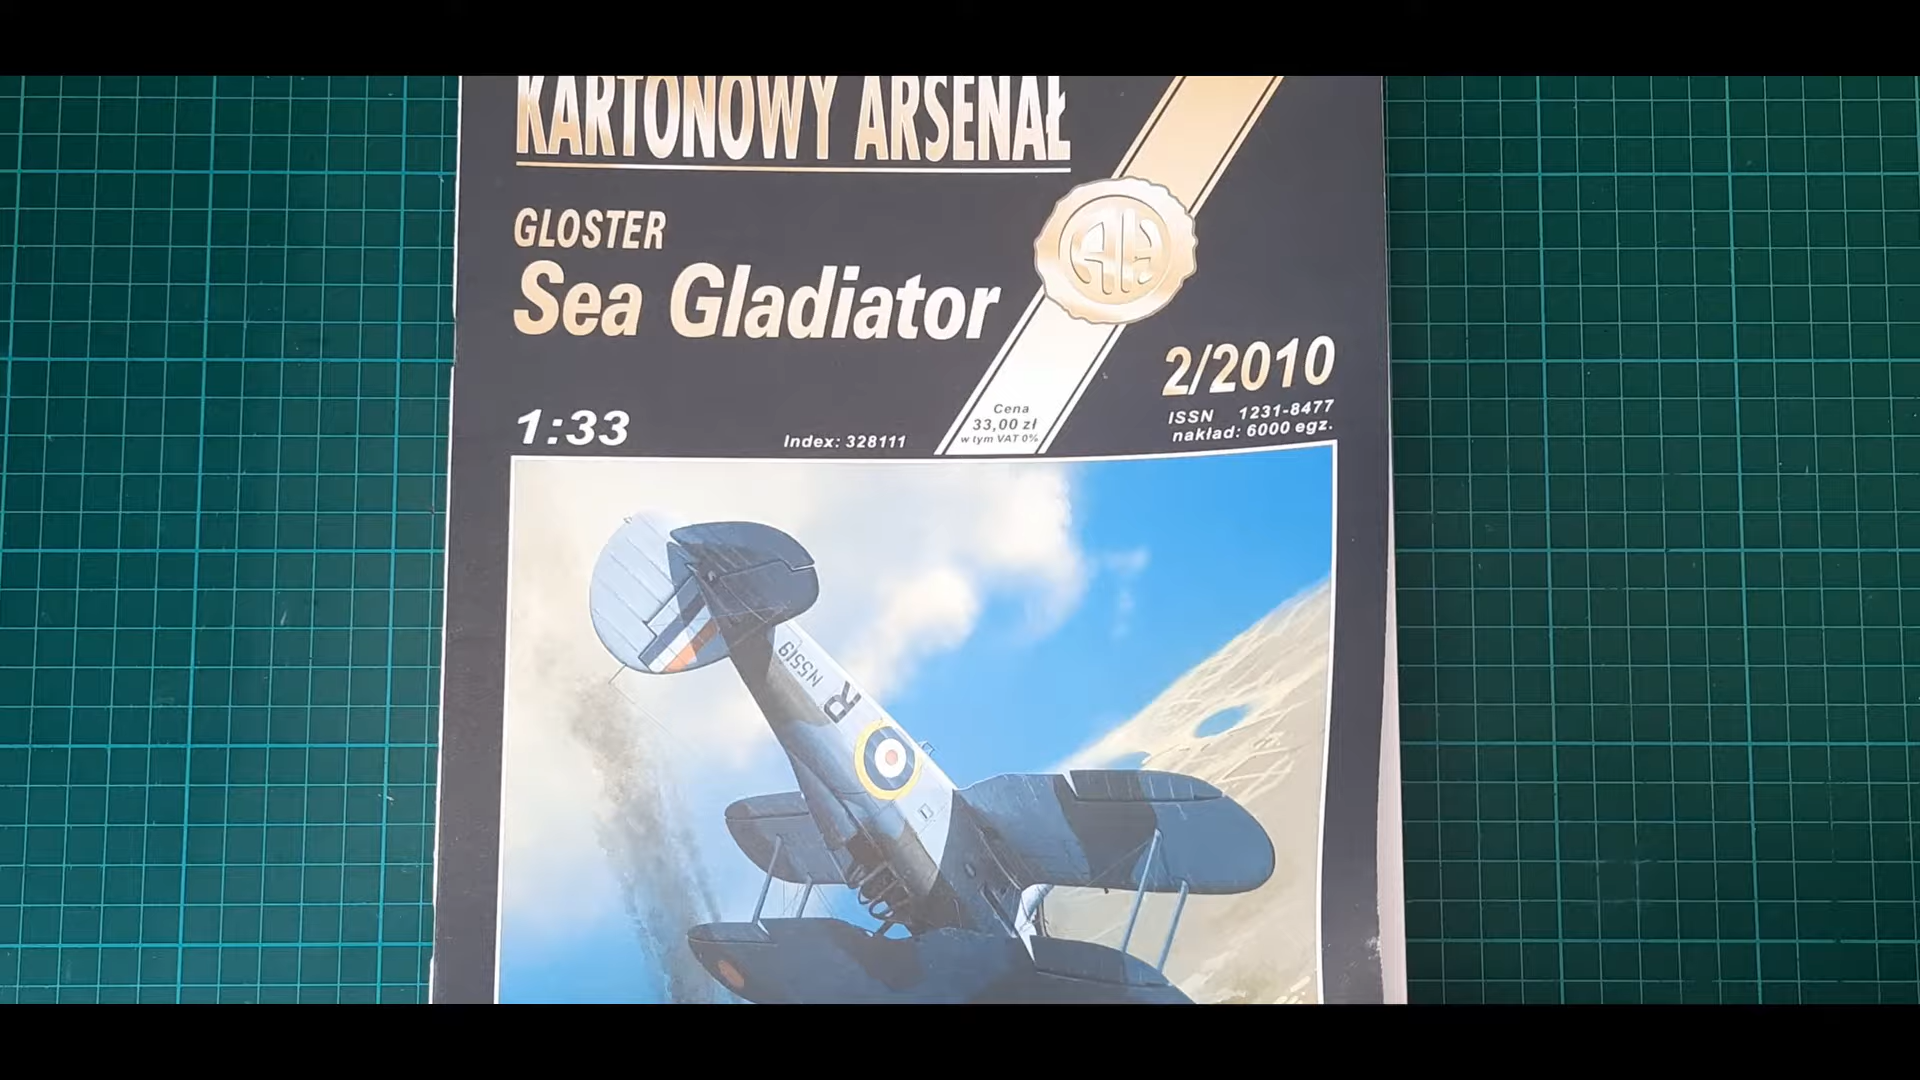 KARTONOWY ARSENAŁ
GLOSTER
Sea Gladiator
AH
2/2010
ISSN 1231-8477
nakład: 6000 egz.
Cena
33,00 zł
w tym VAT 0%
1:33
Index: 328111
N5519
R